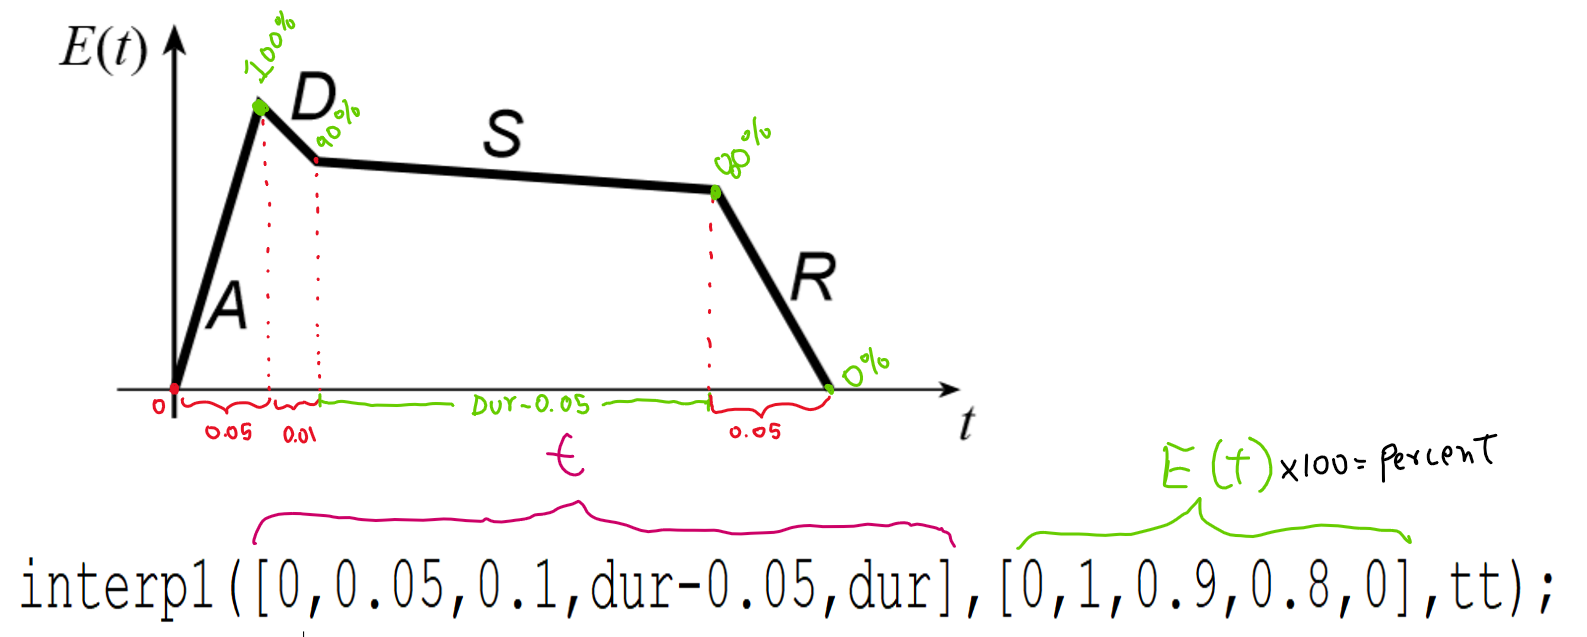 E(t)
100%
D
90%
S
80%
A
R
0%
0
0.05
0.01
Dur-0.05
0.05
t
t
E(t) x100= percent
interp1([0,0.05,0.1,dur-0.05,dur],[0,1,0.9,0.8,0],tt);